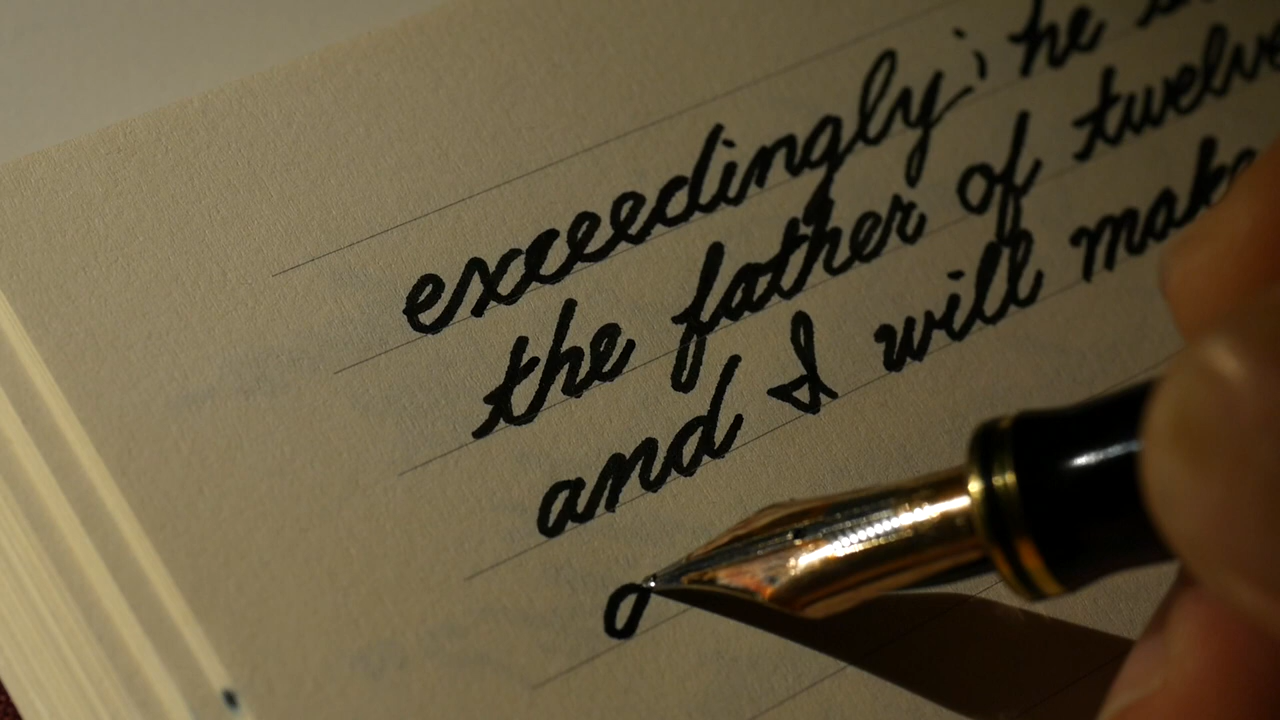 exceedingly; he
the father of twelve
and I will make